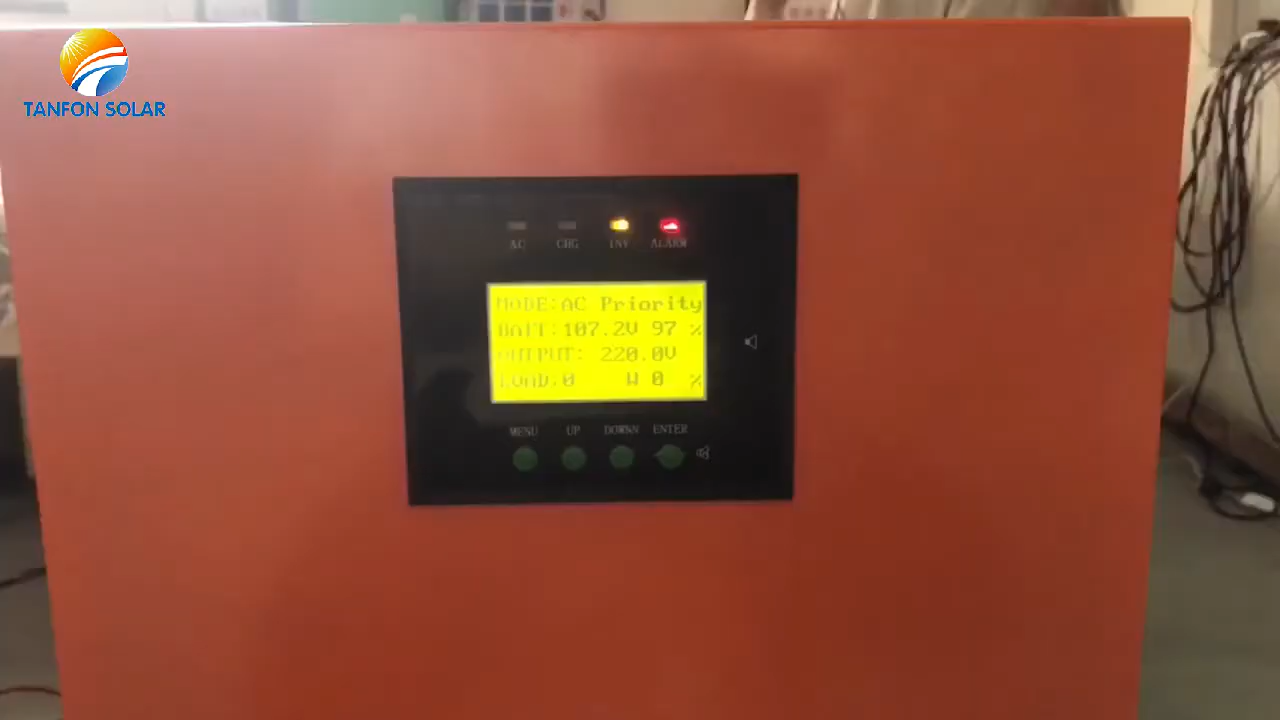 TANFON SOLAR
AC CHG INV ALARM
MODE:AC Priority
BATT:107.2V 97 %
OUTPUT: 220.0V
LOAD:0 W 0 %
MENU UP DOWNN ENTER